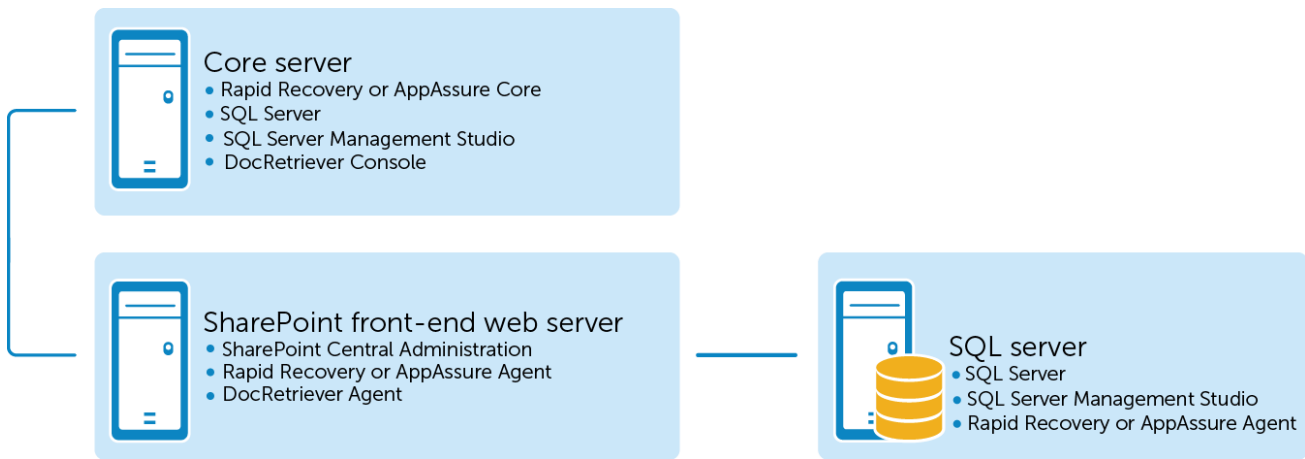 Core server
• Rapid Recovery or AppAssure Core
• SQL Server
• SQL Server Management Studio
• DocRetriever Console
SharePoint front-end web server
• SharePoint Central Administration
• Rapid Recovery or AppAssure Agent
• DocRetriever Agent
SQL server
• SQL Server
• SQL Server Management Studio
• Rapid Recovery or AppAssure Agent